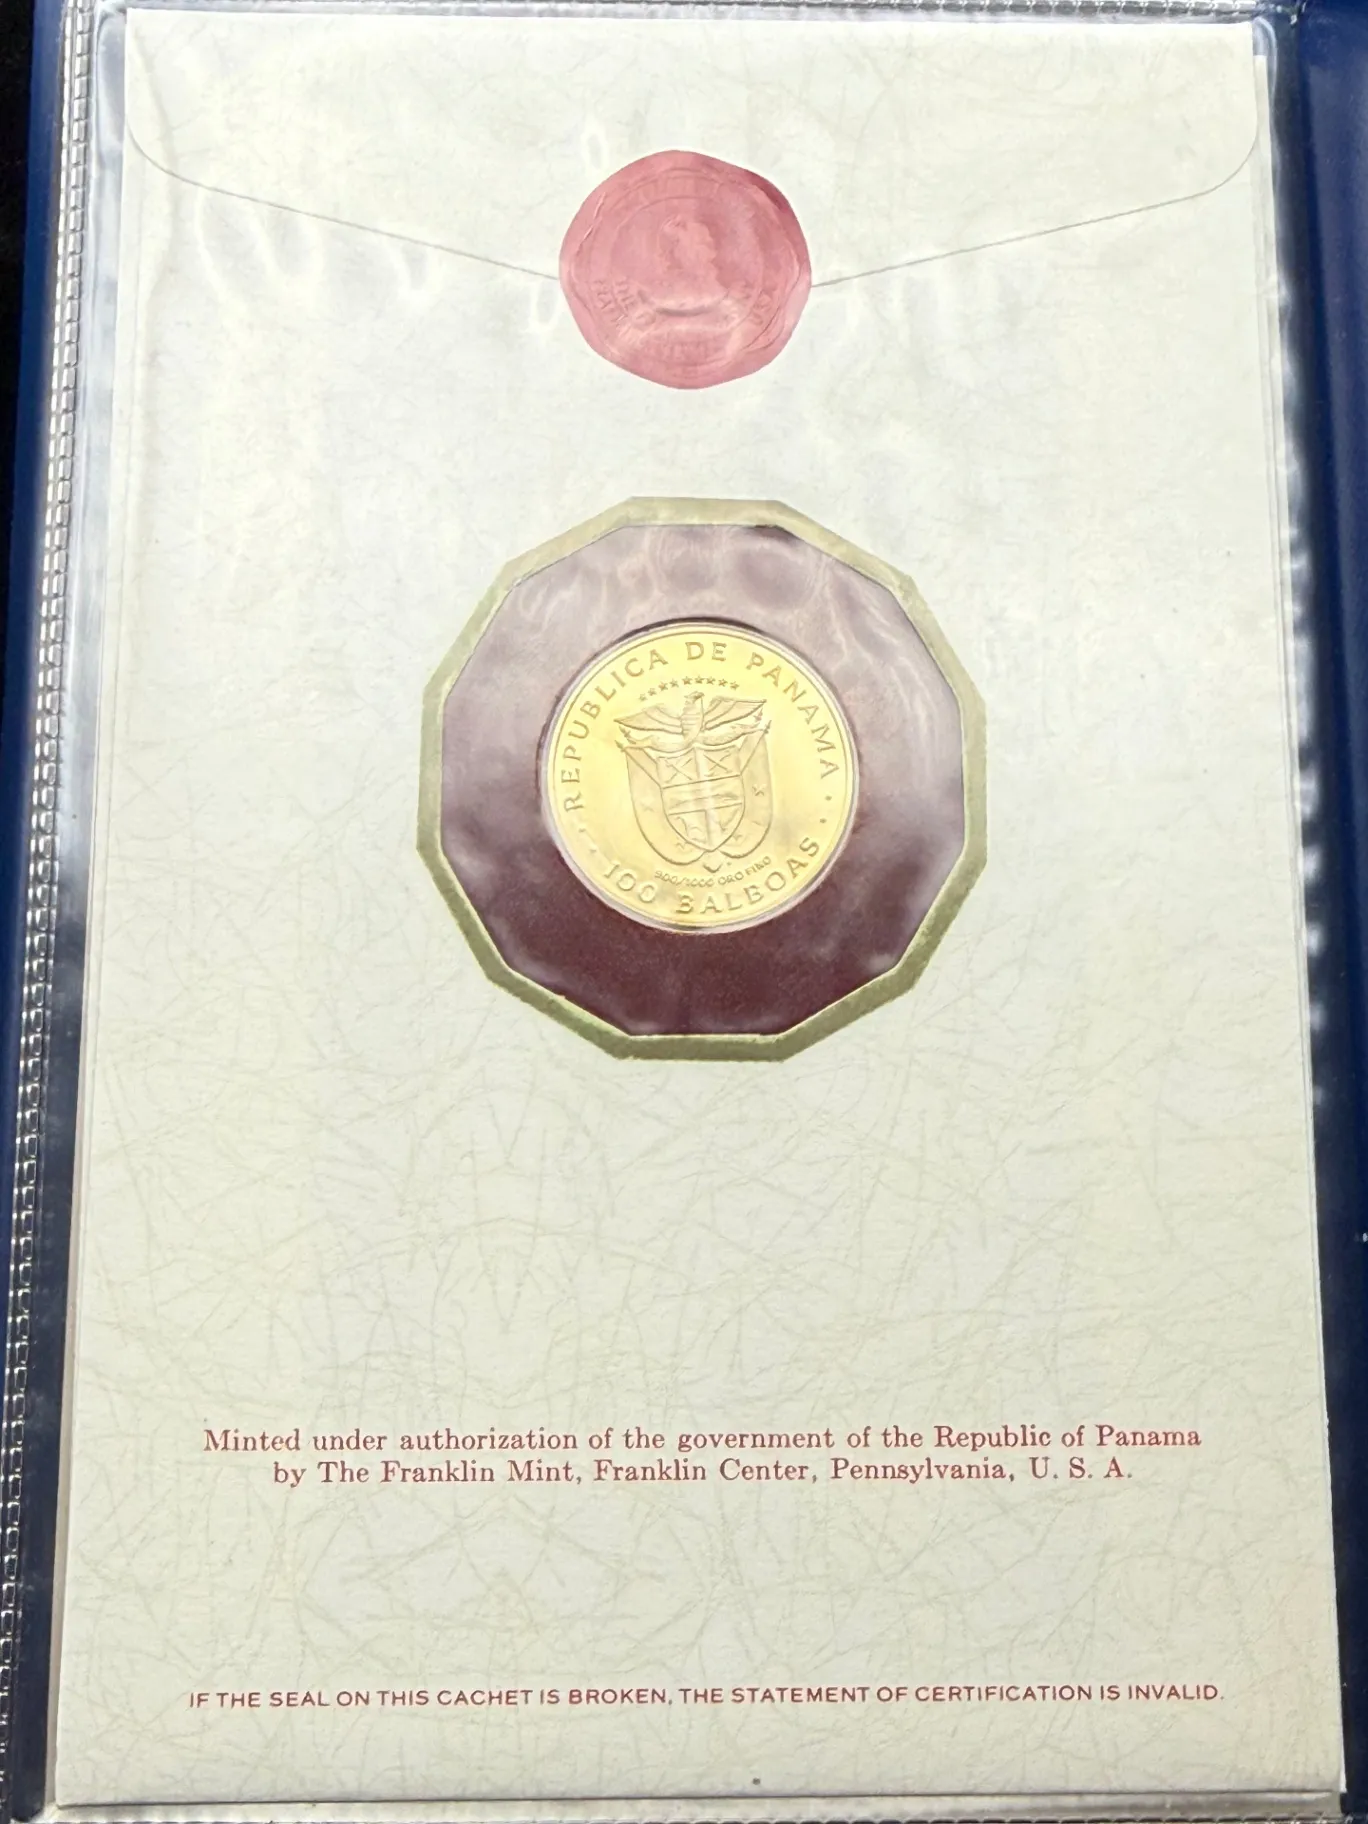 REPUBLICA DE PANAMA
900/1000 ORO FINO
100 BALBOAS
Minted under authorization of the government of the Republic of Panama
by The Franklin Mint, Franklin Center, Pennsylvania, U. S. A.
IF THE SEAL ON THIS CACHET IS BROKEN, THE STATEMENT OF CERTIFICATION IS INVALID.